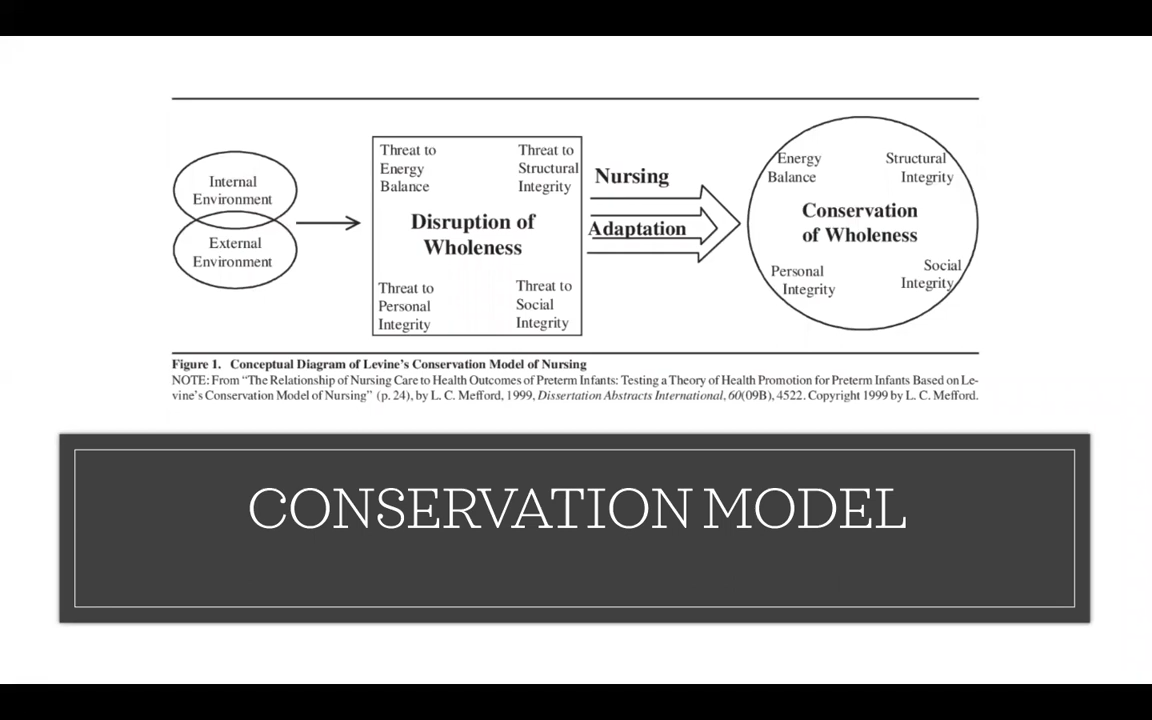 Internal
Environment
External
Environment
Threat to
Energy
Balance
Threat to
Structural
Integrity
Disruption of
Wholeness
Threat to
Personal
Integrity
Threat to
Social
Integrity
Nursing
Adaptation
Energy
Balance
Structural
Integrity
Conservation
of Wholeness
Personal
Integrity
Social
Integrity
Figure 1. Conceptual Diagram of Levine's Conservation Model of Nursing
NOTE: From “The Relationship of Nursing Care to Health Outcomes of Preterm Infants: Testing a Theory of Health Promotion for Preterm Infants Based on Le-
vine's Conservation Model of Nursing” (p. 24), by L. C. Mefford, 1999, Dissertation Abstracts International, 60(09B), 4522. Copyright 1999 by L. C. Mefford.
CONSERVATION MODEL